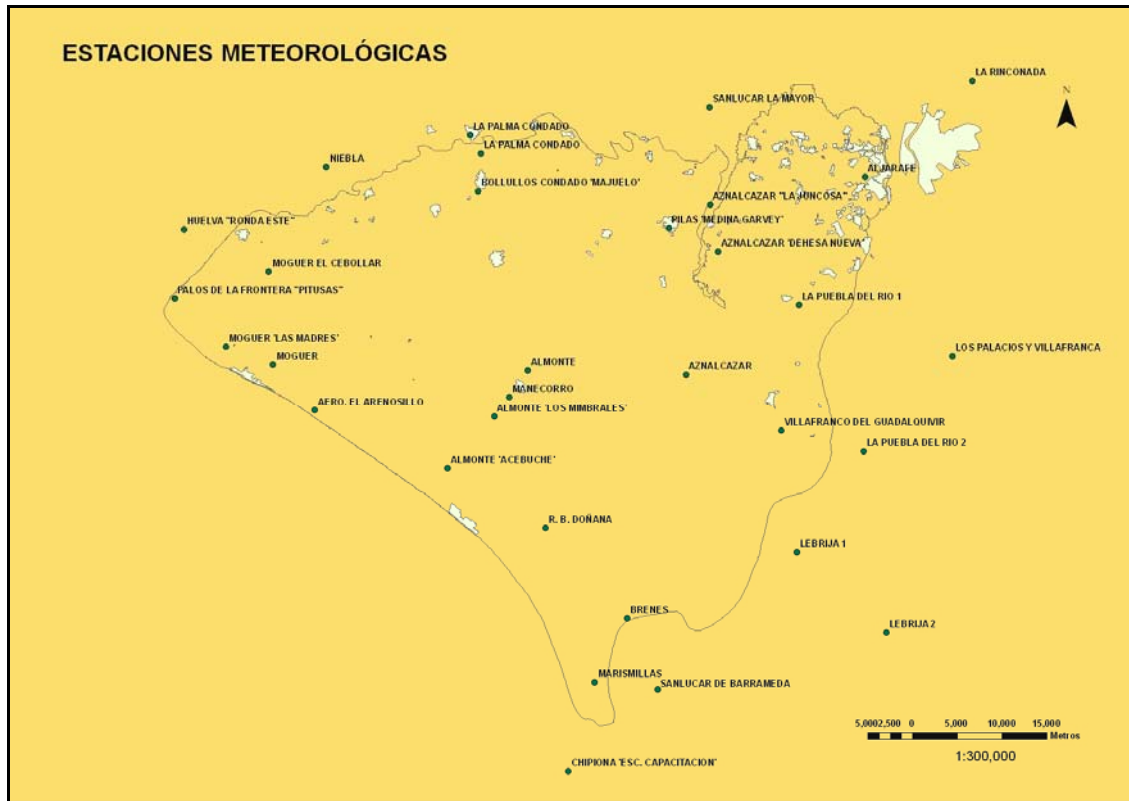 ESTACIONES METEOROLÓGICAS
LA RINCONADA
N
SANLUCAR LA MAYOR
LA PALMA CONDADO
LA PALMA CONDADO
NIEBLA
ALJARAFE
BOLLULLOS CONDADO 'MAJUELO'
AZNALCAZAR "LA JUNCOSA"
HUELVA "RONDA ESTE"
PILAS 'MEDINA GARVEY'
AZNALCAZAR 'DEHESA NUEVA'
MOGUER EL CEBOLLAR
PALOS DE LA FRONTERA "PITUSAS"
LA PUEBLA DEL RIO 1
MOGUER 'LAS MADRES'
LOS PALACIOS Y VILLAFRANCA
MOGUER
ALMONTE
AZNALCAZAR
MANECORRO
AERO. EL ARENOSILLO
ALMONTE 'LOS MIMBRALES'
VILLAFRANCO DEL GUADALQUIVIR
LA PUEBLA DEL RIO 2
ALMONTE 'ACEBUCHE'
R. B. DOÑANA
LEBRIJA 1
BRENES
LEBRIJA 2
MARISMILLAS
SANLUCAR DE BARRAMEDA
5,000 2,500 0 5,000 10,000 15,000
Metros
1:300,000
CHIPIONA 'ESC. CAPACITACION'